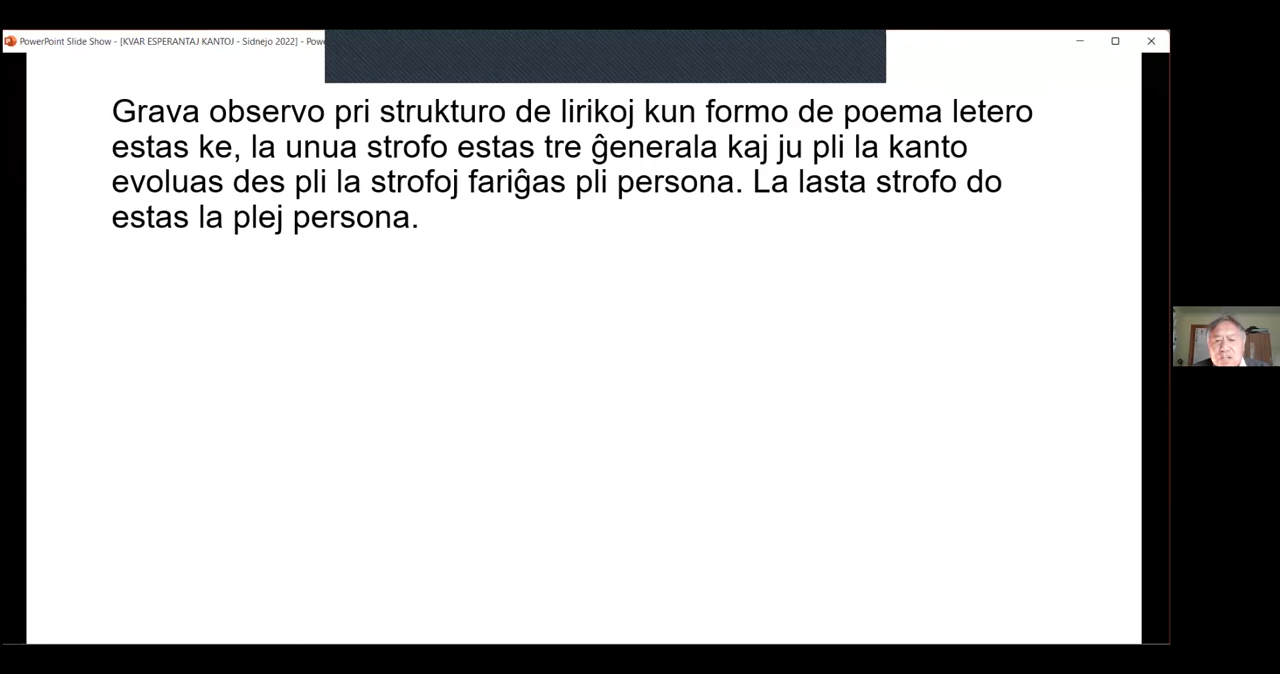 PowerPoint Slide Show - [KVAR ESPERANTAJ KANTOJ - Sidnejo 2022] -
Grava observo pri strukturo de lirikoj kun formo de poema letero
estas ke, la unua strofo estas tre ĝenerala kaj ju pli la kanto
evoluas des pli la strofoj fariĝas pli persona. La lasta strofo do
estas la plej persona.